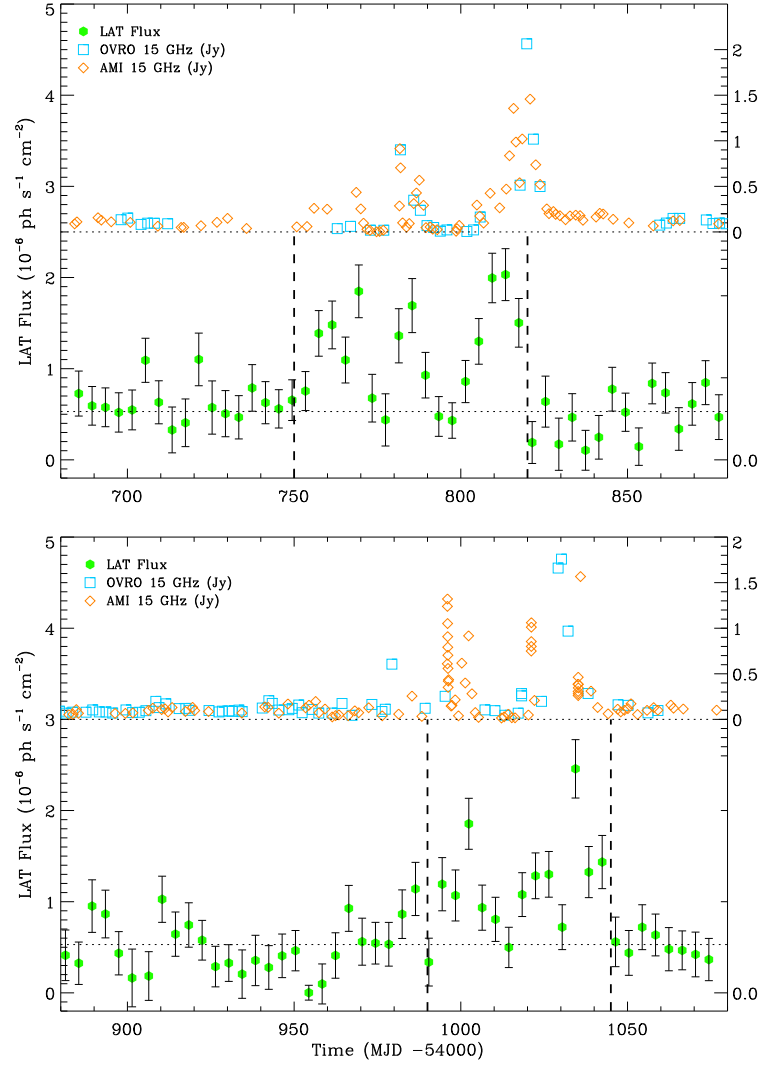 5
4
3
2
1
0
LAT Flux (10⁻⁶ ph s⁻¹ cm⁻²)
LAT Flux
OVRO 15 GHz (Jy)
AMI 15 GHz (Jy)
2
1.5
1
0.5
0
0.0
700 750 800 850
5
4
3
2
1
0
LAT Flux (10⁻⁶ ph s⁻¹ cm⁻²)
LAT Flux
OVRO 15 GHz (Jy)
AMI 15 GHz (Jy)
2
1.5
1
0.5
0
0.0
900 950 1000 1050
Time (MJD −54000)